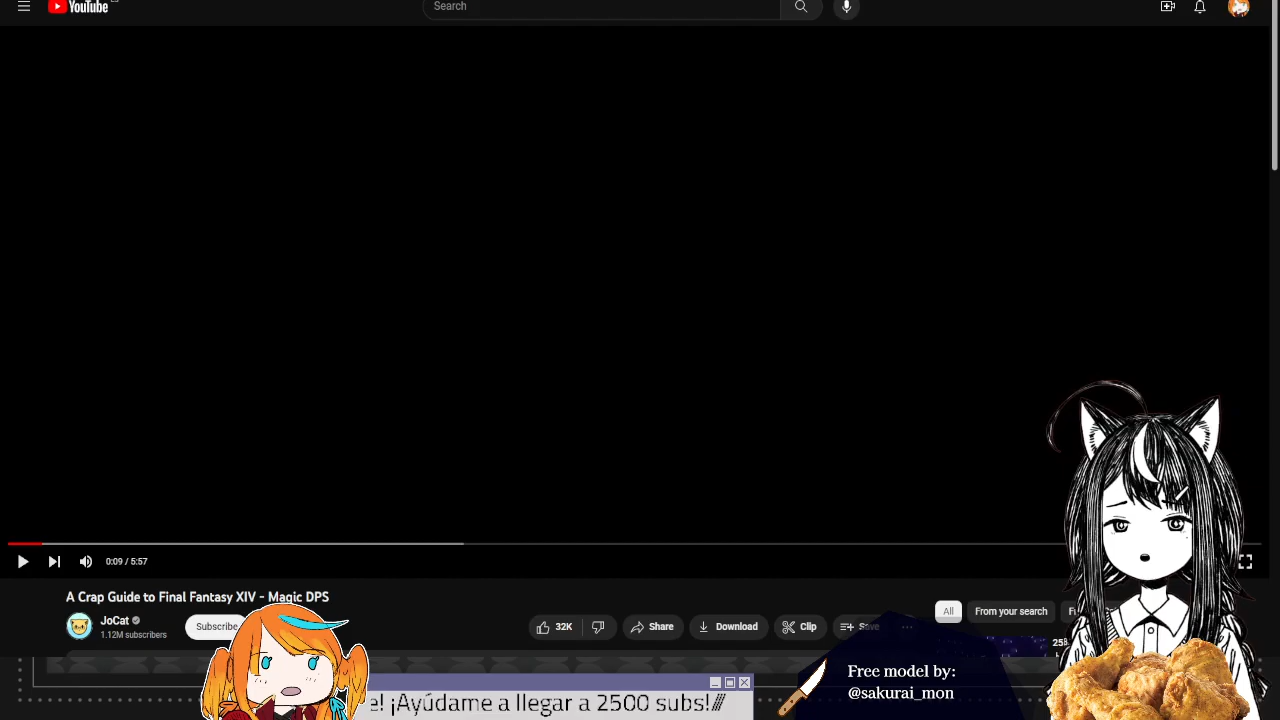 YouTube
Search
0:09 / 5:57
A Crap Guide to Final Fantasy XIV - Magic DPS
JoCat
1.12M subscribers
Subscribe
32K
Share
Download
Clip
Save
All
From your search
Free model by:
@sakurai_mon
¡Ayúdame a llegar a 2500 subs!